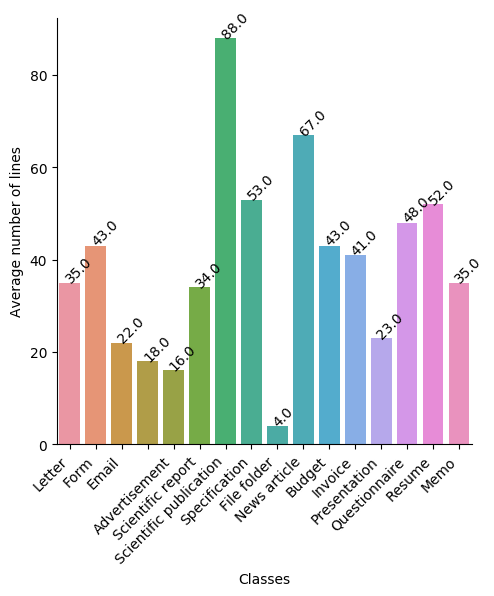 Average number of lines
80
60
40
20
0
35.0
43.0
22.0
18.0
16.0
34.0
88.0
53.0
4.0
67.0
43.0
41.0
23.0
48.0
52.0
35.0
Letter
Form
Email
Advertisement
Scientific report
Scientific publication
Specification
File folder
News article
Budget
Invoice
Presentation
Questionnaire
Resume
Memo
Classes